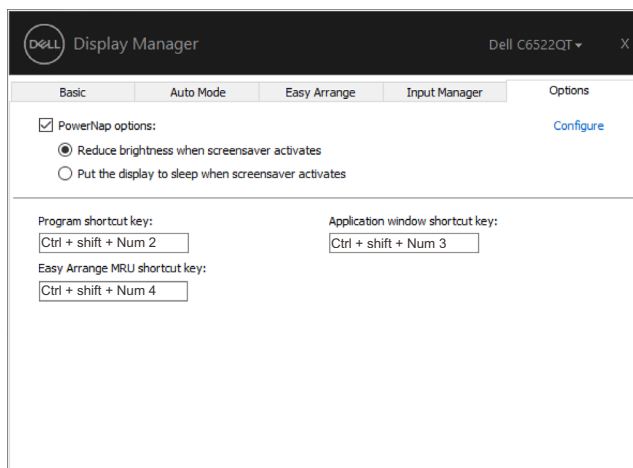 DELL Display Manager Dell C6522QT X
Basic Auto Mode Easy Arrange Input Manager Options
PowerNap options: Configure
Reduce brightness when screensaver activates
Put the display to sleep when screensaver activates
Program shortcut key: Application window shortcut key:
Ctrl + shift + Num 2 Ctrl + shift + Num 3
Easy Arrange MRU shortcut key:
Ctrl + shift + Num 4